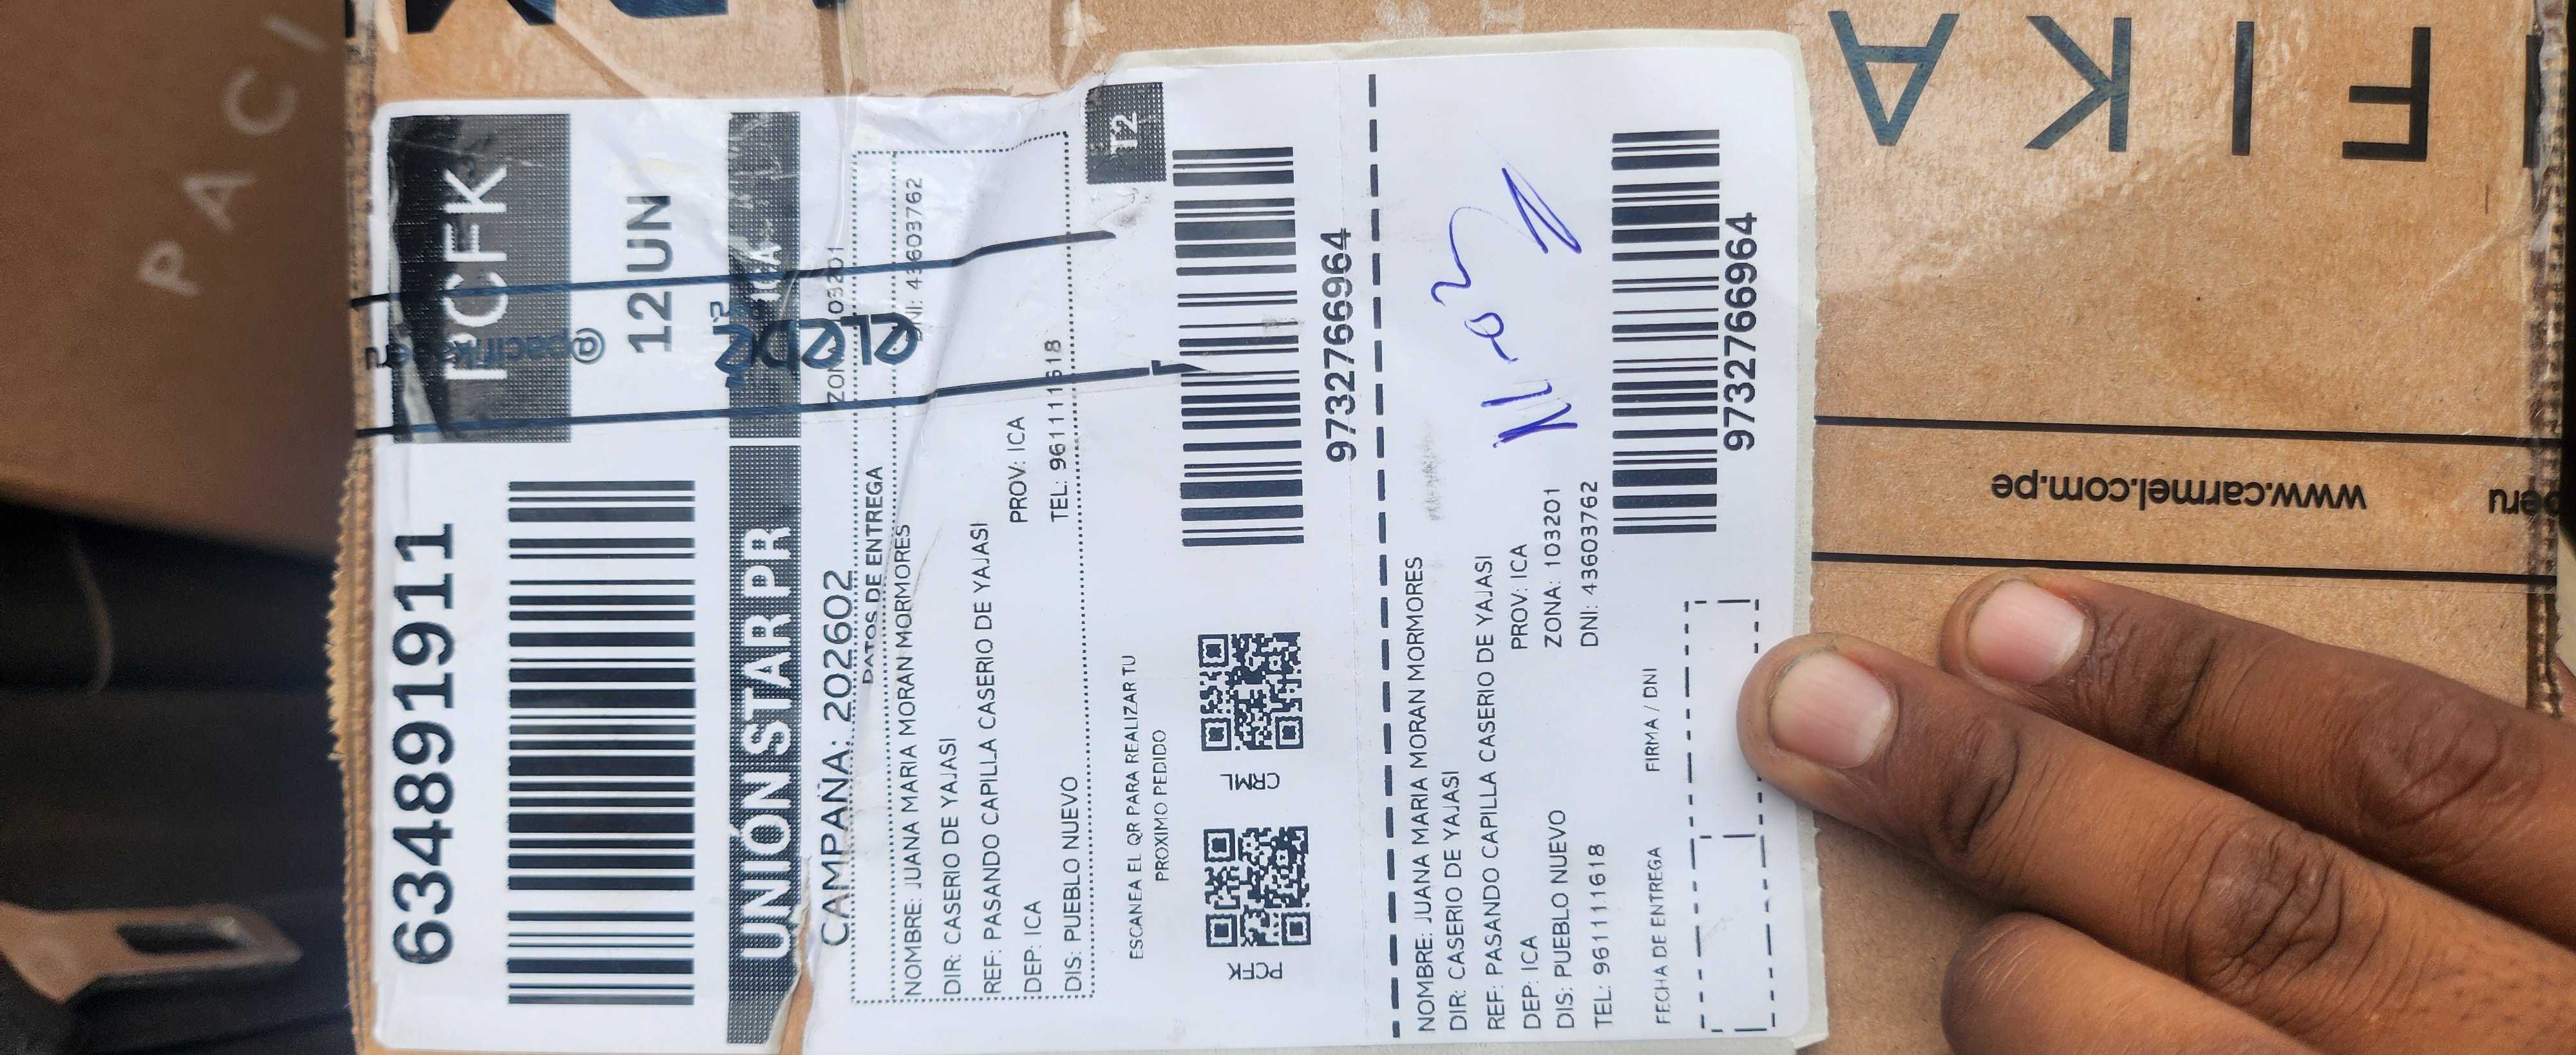 PACI
FIKA
634891911
PCFK
12UN
UNIÓN STAR PR
ICA
CAMPAÑA: 202602
ZONA: 103201
DATOS DE ENTREGA
NOMBRE: JUANA MARIA MORAN MORMORES
DNI: 43603762
DIR: CASERIO DE YAJASI
REF: PASANDO CAPILLA CASERIO DE YAJASI
DEP: ICA
PROV: ICA
DIS: PUEBLO NUEVO
TEL: 961111618
T2
ESCANEA EL QR PARA REALIZAR TU
PROXIMO PEDIDO
PCFK
CRML
9732766964
NOMBRE: JUANA MARIA MORAN MORMORES
DIR: CASERIO DE YAJASI
REF: PASANDO CAPILLA CASERIO DE YAJASI
DEP: ICA
PROV: ICA
DIS: PUEBLO NUEVO
ZONA: 103201
TEL: 961111618
DNI: 43603762
FECHA DE ENTREGA
FIRMA / DNI
9732766964
www.carmel.com.pe